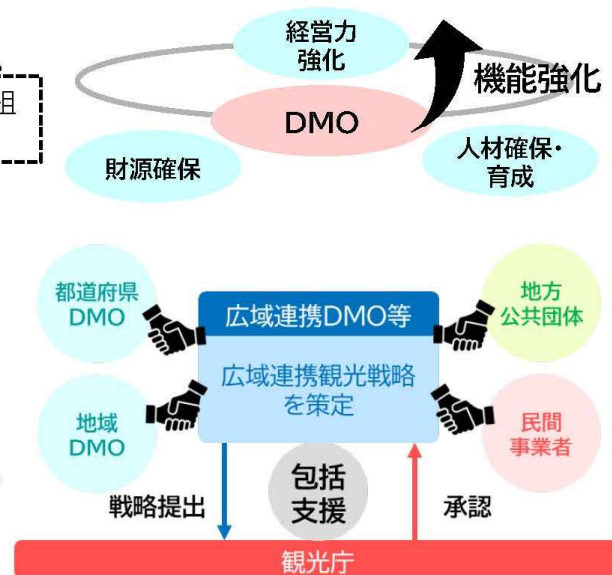 経営力
強化
機能強化
組
DMO
財源確保
人材確保・
育成
都道府県
DMO
広域連携DMO等
地方
公共団体
広域連携観光戦略
を策定
地域
DMO
民間
事業者
戦略提出
包括
支援
承認
観光庁